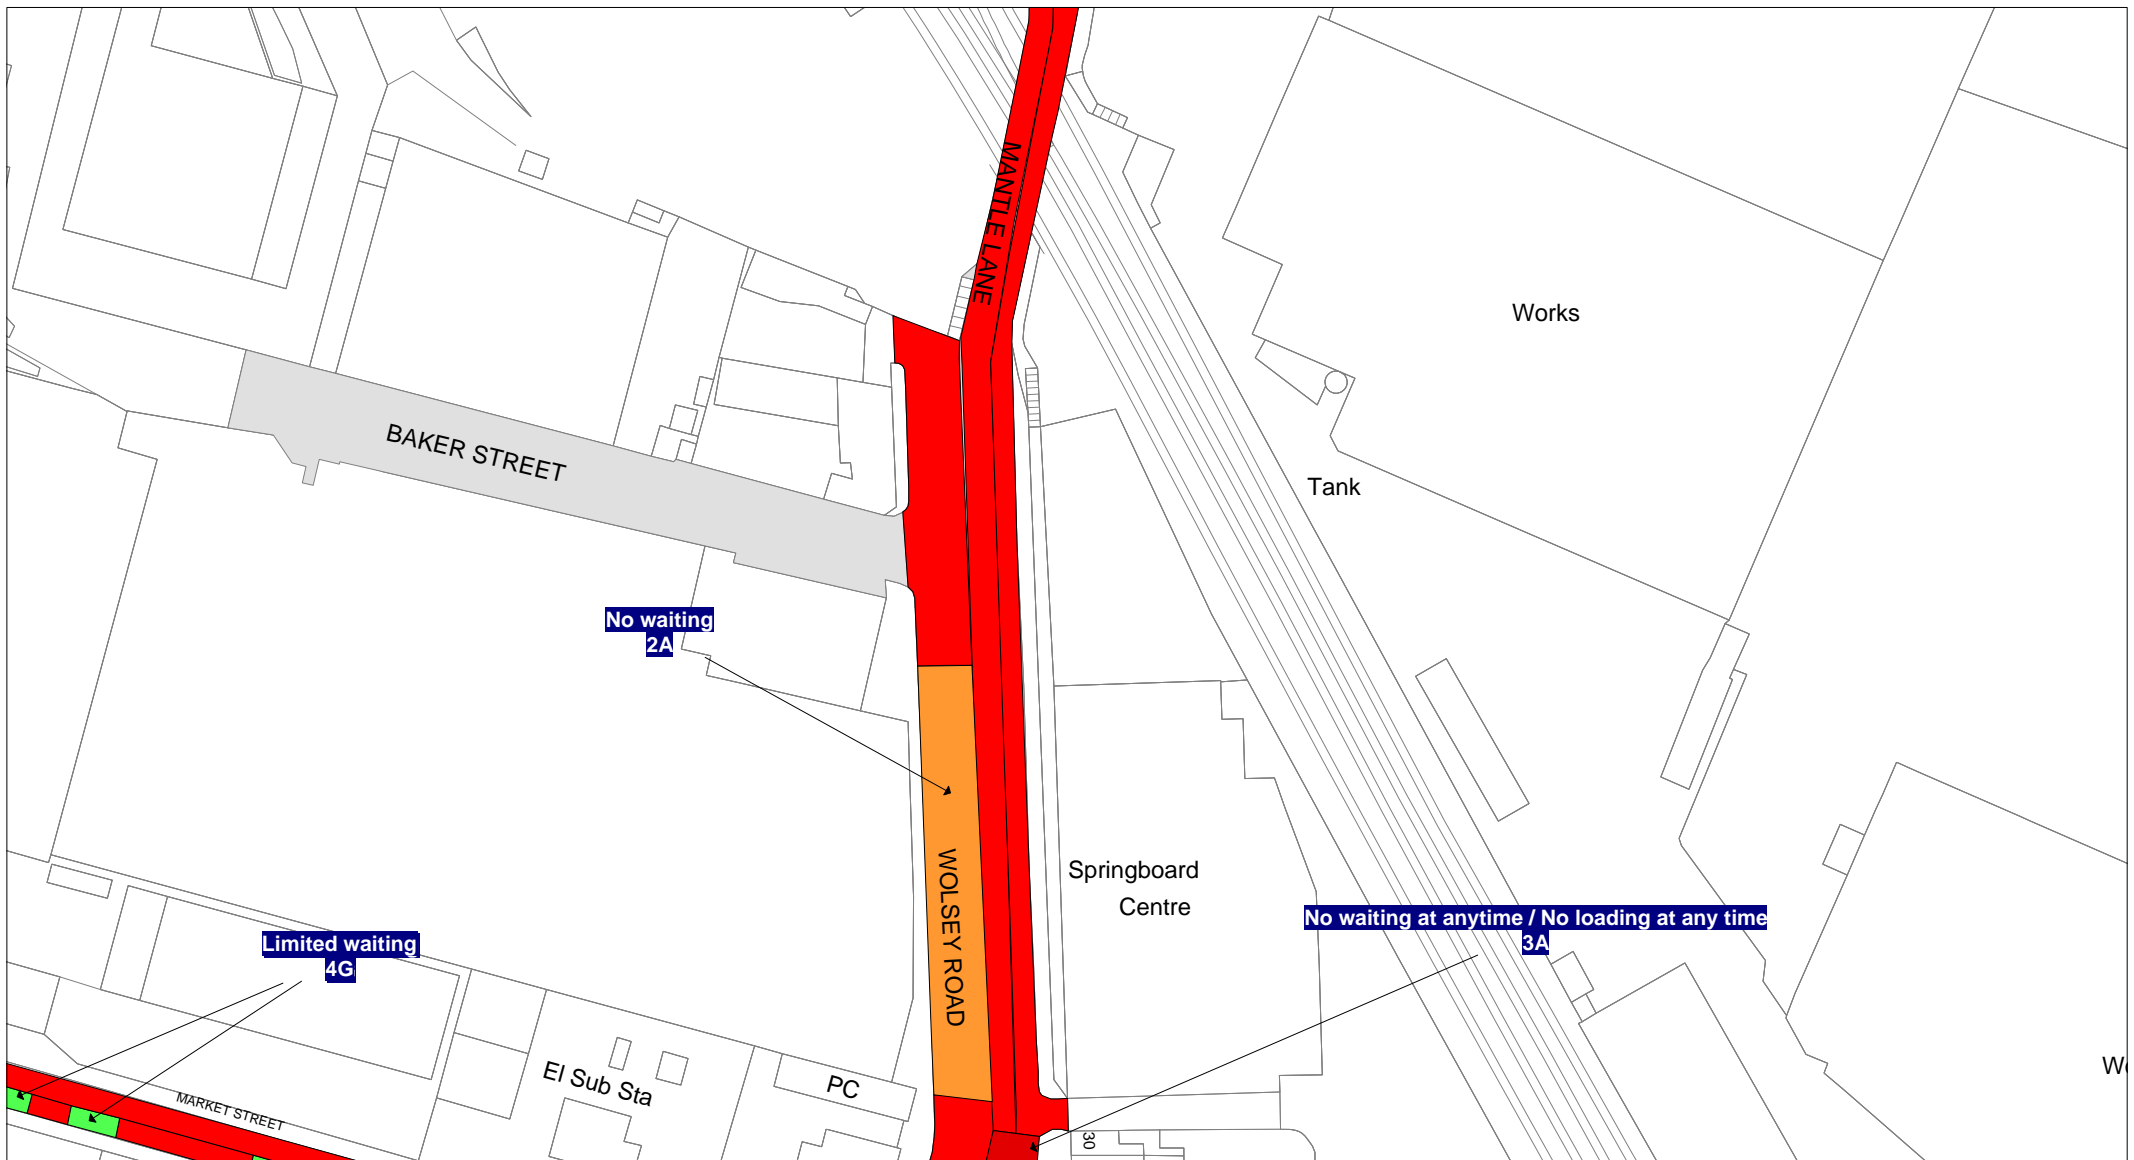 MANTLE LANE
Works
BAKER STREET
Tank
No waiting
2A
WOLSEY ROAD
Springboard
Centre
No waiting at anytime / No loading at any time
3A
Limited waiting
4G
El Sub Sta
PC
MARKET STREET
30